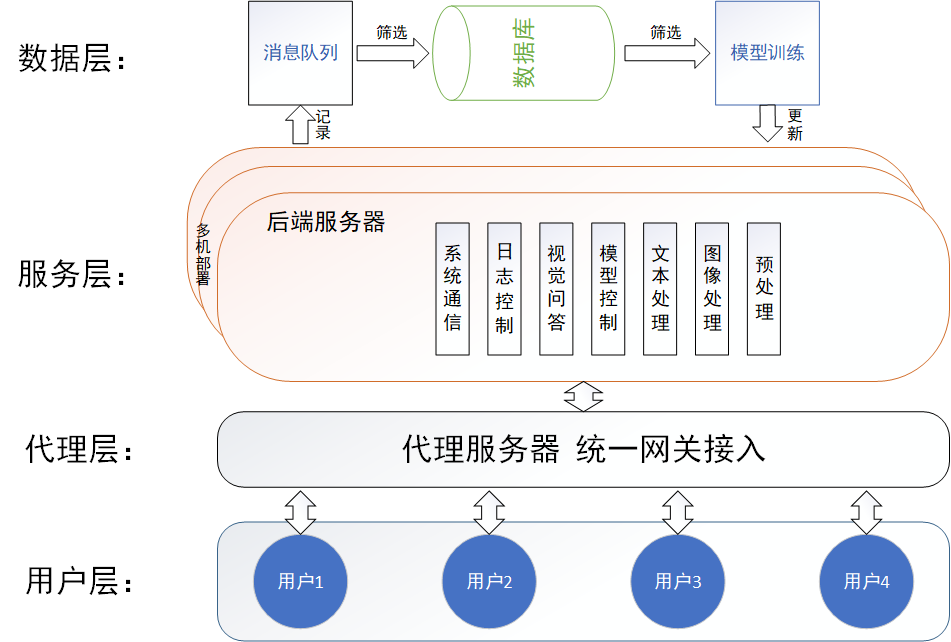 数据层：
消息队列
筛选
数据库
筛选
模型训练
记录
更新
服务层：
多机部署
后端服务器
系统通信
日志控制
视觉问答
模型控制
文本处理
图像处理
预处理
代理层：
代理服务器 统一网关接入
用户层：
用户1
用户2
用户3
用户4